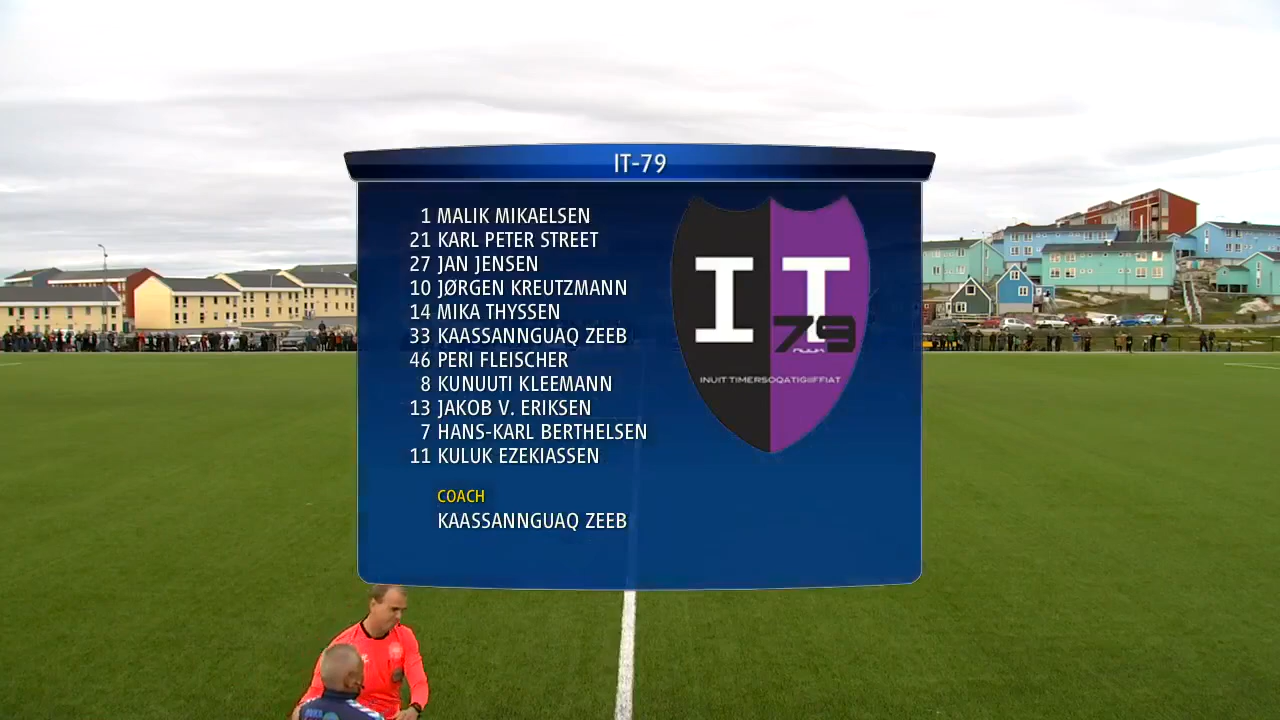 IT-79
1 MALIK MIKAELSEN
21 KARL PETER STREET
27 JAN JENSEN
10 JØRGEN KREUTZMANN
14 MIKA THYSSEN
33 KAASSANNGUAQ ZEEB
46 PERI FLEISCHER
8 KUNUUTI KLEEMANN
13 JAKOB V. ERIKSEN
7 HANS-KARL BERTHELSEN
11 KULUK EZEKIASSEN
COACH
KAASSANNGUAQ ZEEB
IT
79
NUUK
INUIT TIMERSOQATIGIIFFIAT